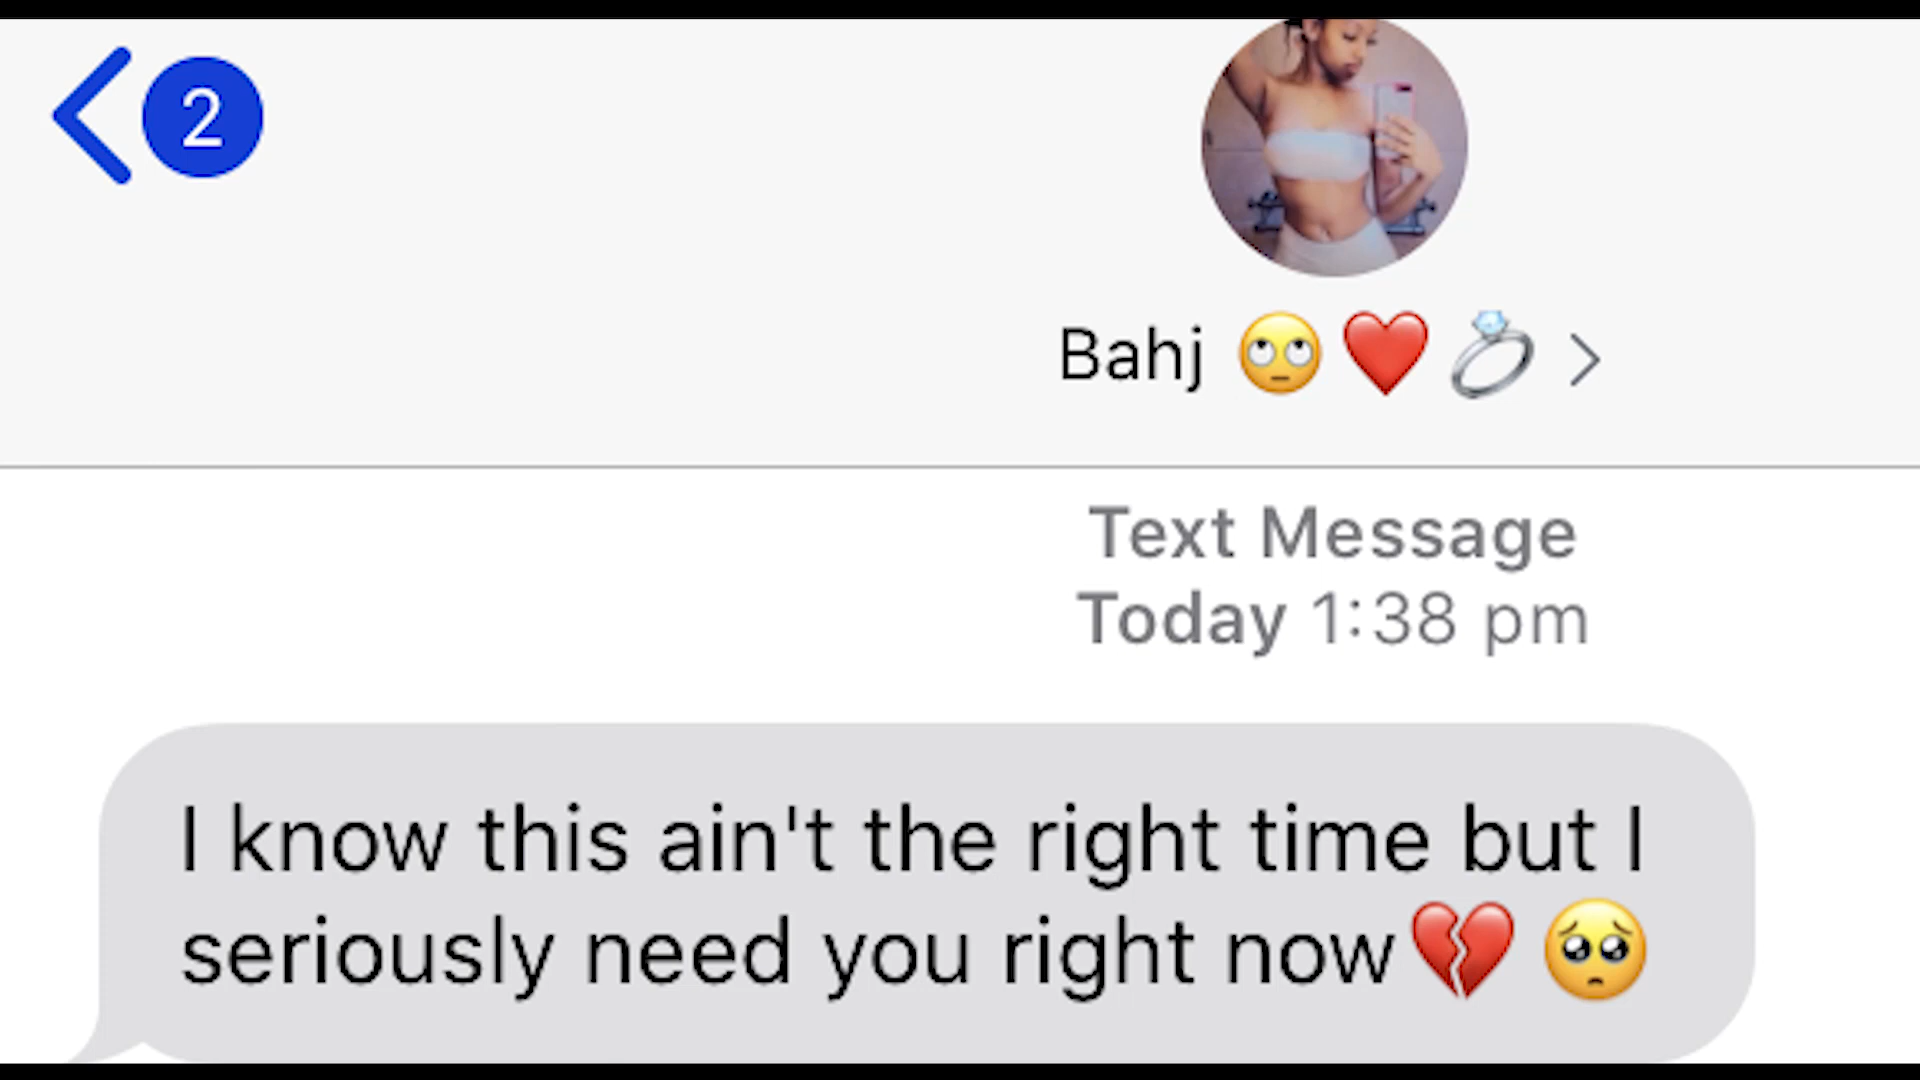 2
Bahj 🙄❤️💍
Text Message
Today 1:38 pm
I know this ain't the right time but I
seriously need you right now💔🥺